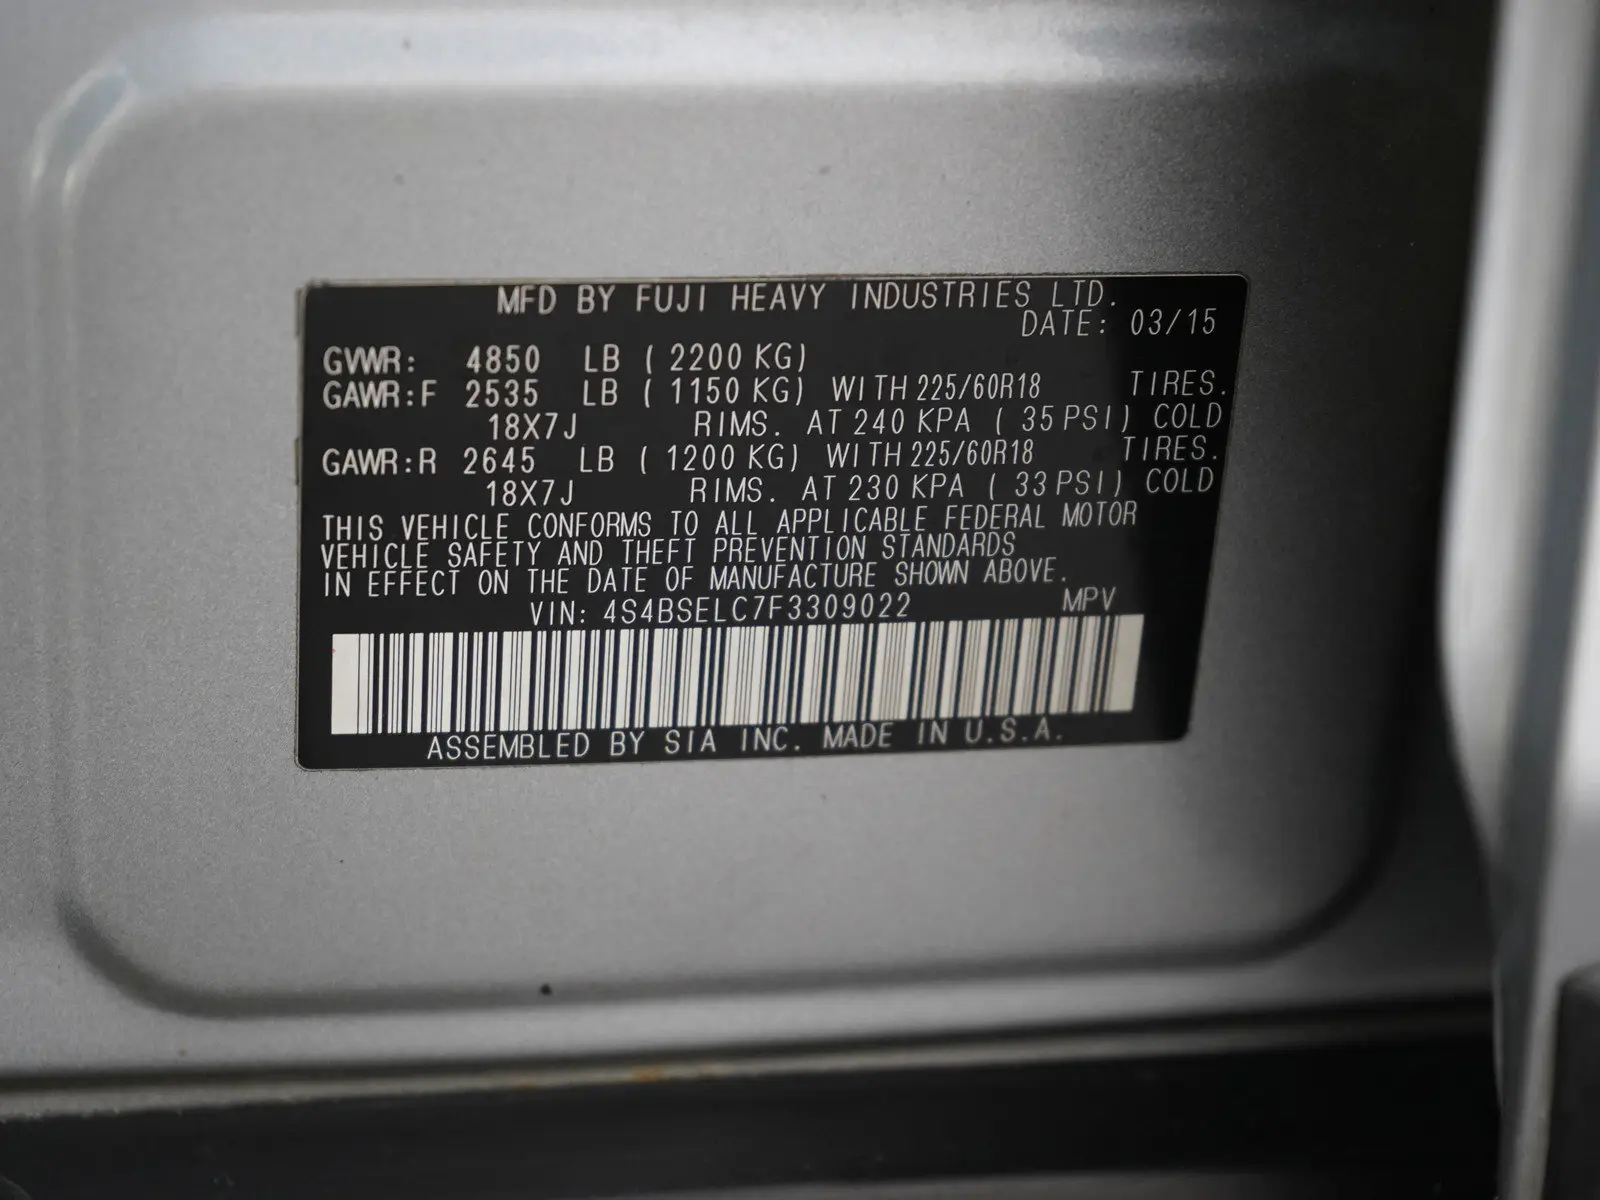 MFD BY FUJI HEAVY INDUSTRIES LTD.
DATE: 03/15
GVWR: 4850 LB ( 2200 KG)
GAWR:F 2535 LB ( 1150 KG) WITH 225/60R18 TIRES.
18X7J RIMS. AT 240 KPA ( 35 PSI) COLD
GAWR:R 2645 LB ( 1200 KG) WITH 225/60R18 TIRES.
18X7J RIMS. AT 230 KPA ( 33 PSI) COLD
THIS VEHICLE CONFORMS TO ALL APPLICABLE FEDERAL MOTOR
VEHICLE SAFETY AND THEFT PREVENTION STANDARDS
IN EFFECT ON THE DATE OF MANUFACTURE SHOWN ABOVE.
VIN: 4S4BSELC7F3309022 MPV
ASSEMBLED BY SIA INC. MADE IN U.S.A.